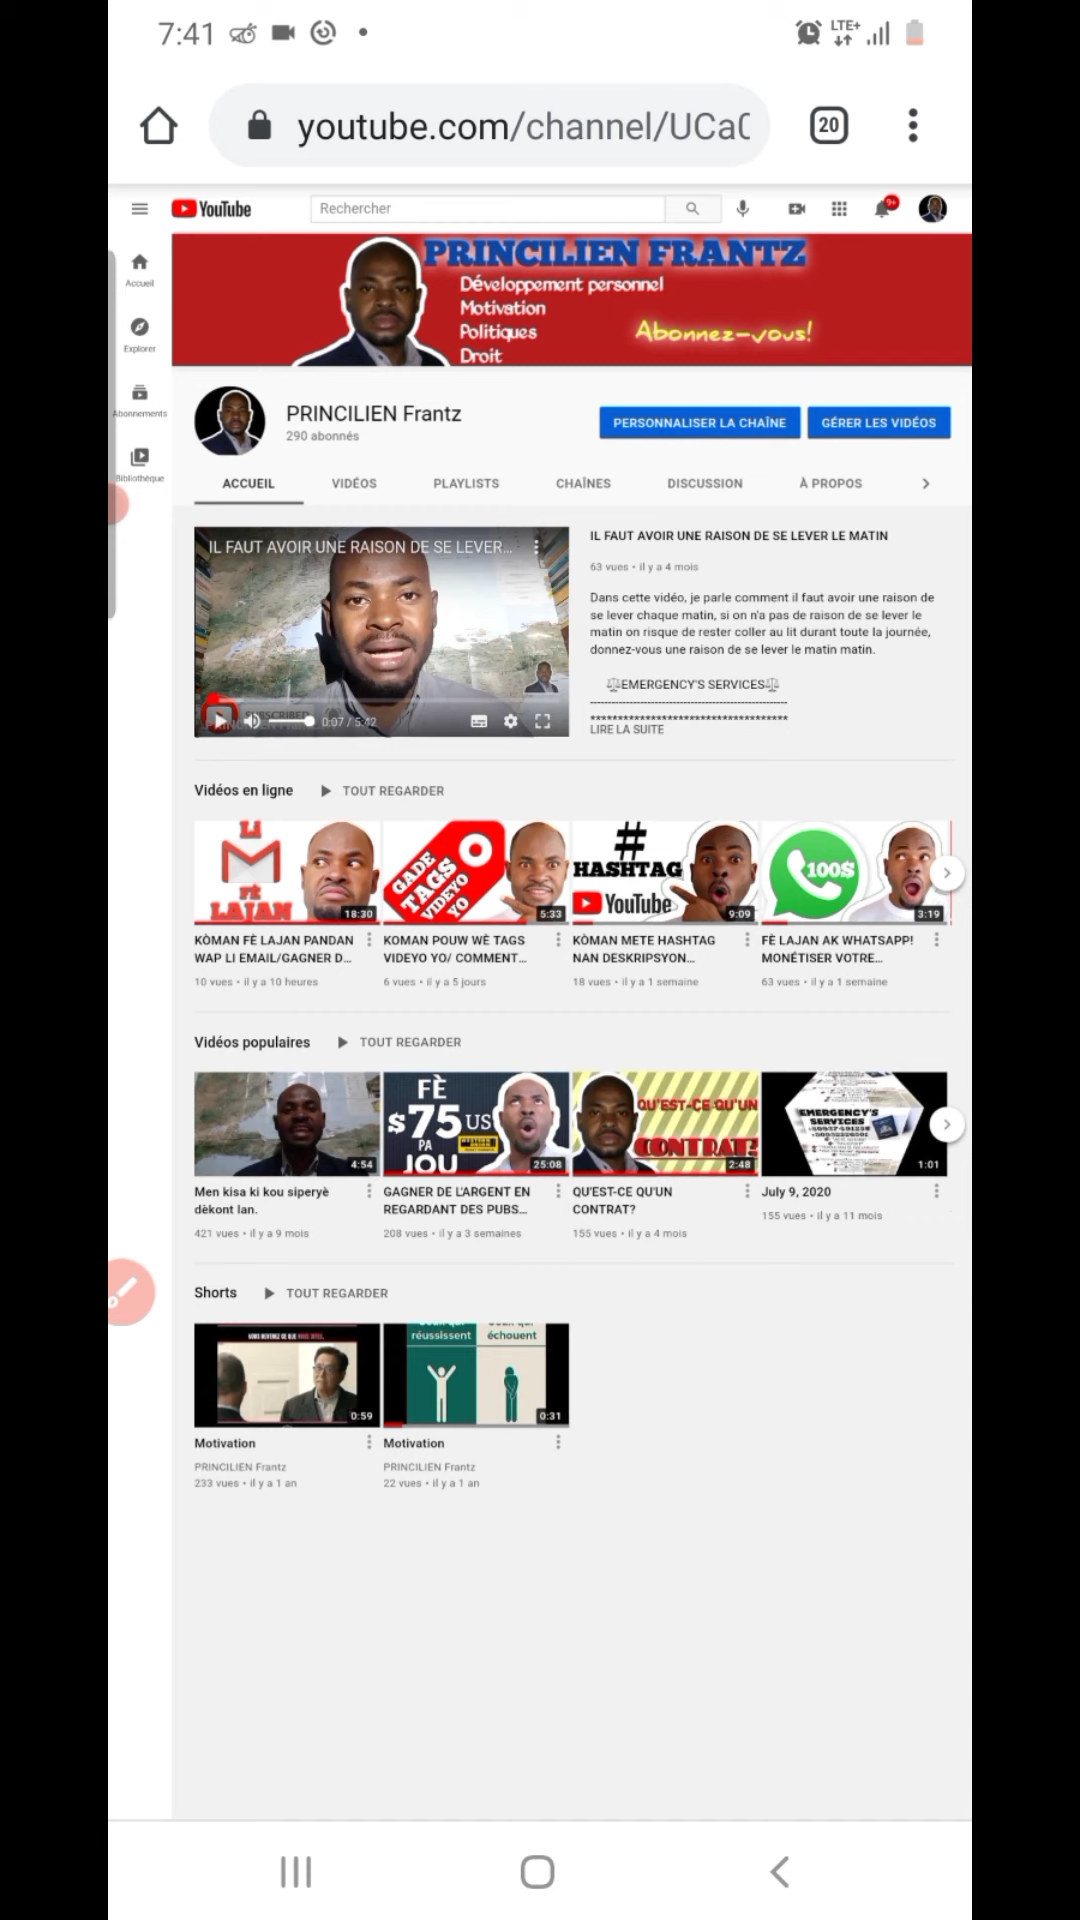 7:41
LTE+
youtube.com/channel/UCaC
20
YouTube
Rechercher
9+
Accueil
Explorer
Abonnements
Bibliothèque
PRINCILIEN FRANTZ
Développement personnel
Motivation
Politiques
Droit
Abonnez-vous!
PRINCILIEN Frantz
290 abonnés
PERSONNALISER LA CHAÎNE
GÉRER LES VIDÉOS
ACCUEIL
VIDÉOS
PLAYLISTS
CHAÎNES
DISCUSSION
À PROPOS
IL FAUT AVOIR UNE RAISON DE SE LEVER...
SUBSCRIBED
0:07 / 5:42
IL FAUT AVOIR UNE RAISON DE SE LEVER LE MATIN
63 vues • il y a 4 mois
Dans cette vidéo, je parle comment il faut avoir une raison de
se lever chaque matin, si on n'a pas de raison de se lever le
matin on risque de rester coller au lit durant toute la journée,
donnez-vous une raison de se lever le matin matin.
⚖EMERGENCY'S SERVICES⚖
------------------------------------------------------
************************************
LIRE LA SUITE
Vidéos en ligne
TOUT REGARDER
LI
FÈ
LAJAN
18:30
GADE
TAGS
VIDEYO
YO
5:33
#
HASHTAG
YouTube
9:09
100$
3:19
KÒMAN FÈ LAJAN PANDAN
WAP LI EMAIL/GAGNER D...
10 vues • il y a 10 heures
KOMAN POUW WÈ TAGS
VIDEYO YO/ COMMENT...
6 vues • il y a 5 jours
KÒMAN METE HASHTAG
NAN DESKRIPSYON...
18 vues • il y a 1 semaine
FÈ LAJAN AK WHATSAPP!
MONÉTISER VOTRE...
63 vues • il y a 1 semaine
Vidéos populaires
TOUT REGARDER
4:54
FÈ
$75 US
PA
JOU
25:08
QU'EST-CE QU'UN
CONTRAT?
2:48
EMERGENCY'S
SERVICES
1:01
Men kisa ki kou siperyè
dèkont lan.
421 vues • il y a 9 mois
GAGNER DE L'ARGENT EN
REGARDANT DES PUBS...
208 vues • il y a 3 semaines
QU'EST-CE QU'UN
CONTRAT?
155 vues • il y a 4 mois
July 9, 2020
155 vues • il y a 11 mois
Shorts
TOUT REGARDER
VOUS DEVENEZ CE QUE VOUS DITES.
0:59
réussissent
échouent
0:31
Motivation
PRINCILIEN Frantz
233 vues • il y a 1 an
Motivation
PRINCILIEN Frantz
22 vues • il y a 1 an